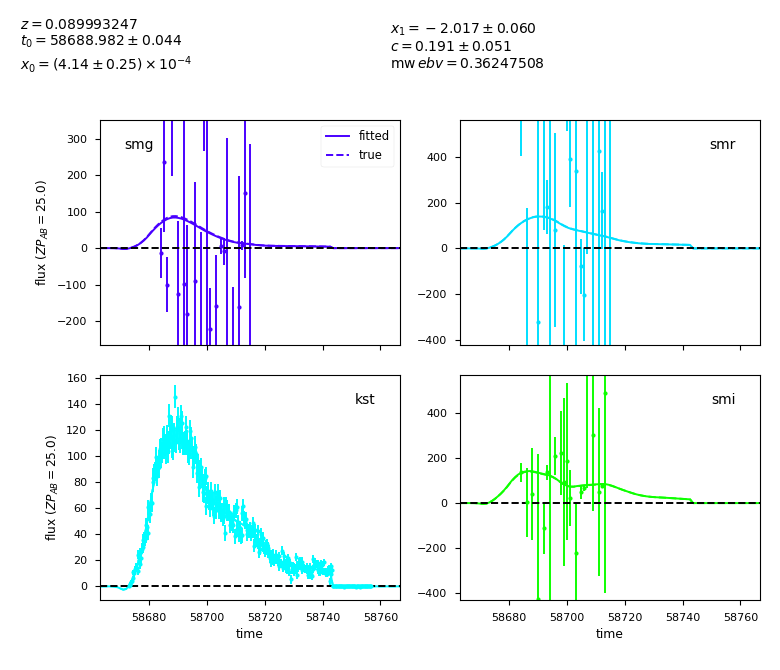 z = 0.089993247
t₀ = 58688.982 ± 0.044
x₀ = (4.14 ± 0.25) × 10⁻⁴
x₁ = −2.017 ± 0.060
c = 0.191 ± 0.051
mw ebv = 0.36247508
smg
fitted
true
300
200
100
0
−100
−200
flux (ZP_AB = 25.0)
smr
400
200
0
−200
−400
kst
160
140
120
100
80
60
40
20
0
flux (ZP_AB = 25.0)
58680 58700 58720 58740 58760
time
smi
400
200
0
−200
−400
58680 58700 58720 58740 58760
time